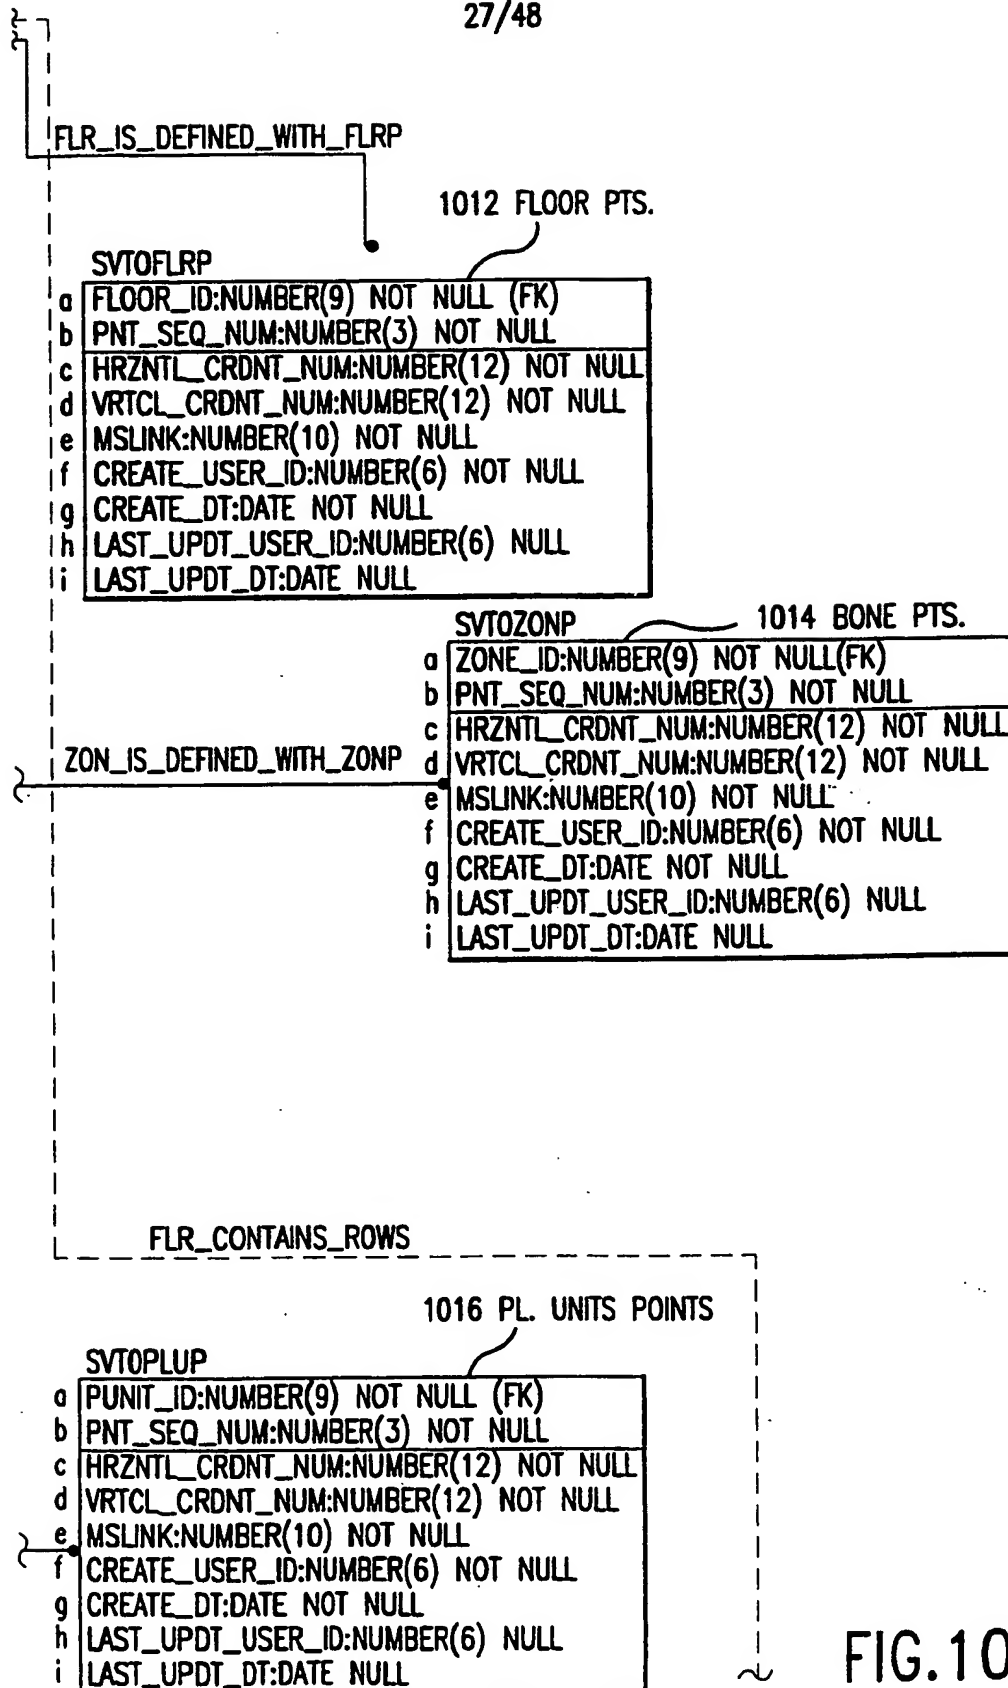 27/48
FLR_IS_DEFINED_WITH_FLRP
1012 FLOOR PTS.
SVTOFLRP
a FLOOR_ID:NUMBER(9) NOT NULL (FK)
b PNT_SEQ_NUM:NUMBER(3) NOT NULL
c HRZNTL_CRDNT_NUM:NUMBER(12) NOT NULL
d VRTCL_CRDNT_NUM:NUMBER(12) NOT NULL
e MSLINK:NUMBER(10) NOT NULL
f CREATE_USER_ID:NUMBER(6) NOT NULL
g CREATE_DT:DATE NOT NULL
h LAST_UPDT_USER_ID:NUMBER(6) NULL
i LAST_UPDT_DT:DATE NULL
1014 BONE PTS.
SVTOZONP
a ZONE_ID:NUMBER(9) NOT NULL(FK)
b PNT_SEQ_NUM:NUMBER(3) NOT NULL
c HRZNTL_CRDNT_NUM:NUMBER(12) NOT NULL
ZON_IS_DEFINED_WITH_ZONP
d VRTCL_CRDNT_NUM:NUMBER(12) NOT NULL
e MSLINK:NUMBER(10) NOT NULL
f CREATE_USER_ID:NUMBER(6) NOT NULL
g CREATE_DT:DATE NOT NULL
h LAST_UPDT_USER_ID:NUMBER(6) NULL
i LAST_UPDT_DT:DATE NULL
FLR_CONTAINS_ROWS
1016 PL. UNITS POINTS
SVTOPLUP
a PUNIT_ID:NUMBER(9) NOT NULL (FK)
b PNT_SEQ_NUM:NUMBER(3) NOT NULL
c HRZNTL_CRDNT_NUM:NUMBER(12) NOT NULL
d VRTCL_CRDNT_NUM:NUMBER(12) NOT NULL
e MSLINK:NUMBER(10) NOT NULL
f CREATE_USER_ID:NUMBER(6) NOT NULL
g CREATE_DT:DATE NOT NULL
h LAST_UPDT_USER_ID:NUMBER(6) NULL
i LAST_UPDT_DT:DATE NULL
FIG.10